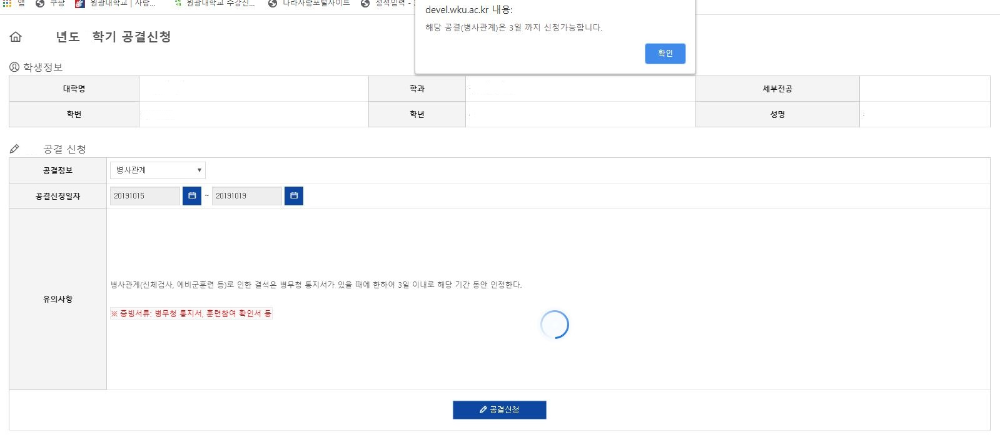 앱 쿠팡 원광대학교 | 사람... 원광대학교 수강신... 나라사랑포털사이트 성적입력 -
devel.wku.ac.kr 내용:
해당 공결(병사관계)은 3일 까지 신청가능합니다.
확인
년도 학기 공결신청
학생정보
대학명 학과 세부전공
학번 학년 성명
공결 신청
공결정보 병사관계
공결신청일자 20191015 ~ 20191019
유의사항
병사관계(신체검사, 예비군훈련 등)로 인한 결석은 병무청 통지서가 있을 때에 한하여 3일 이내로 해당 기간 동안 인정한다.
※ 증빙서류: 병무청 통지서, 훈련참여 확인서 등
공결신청